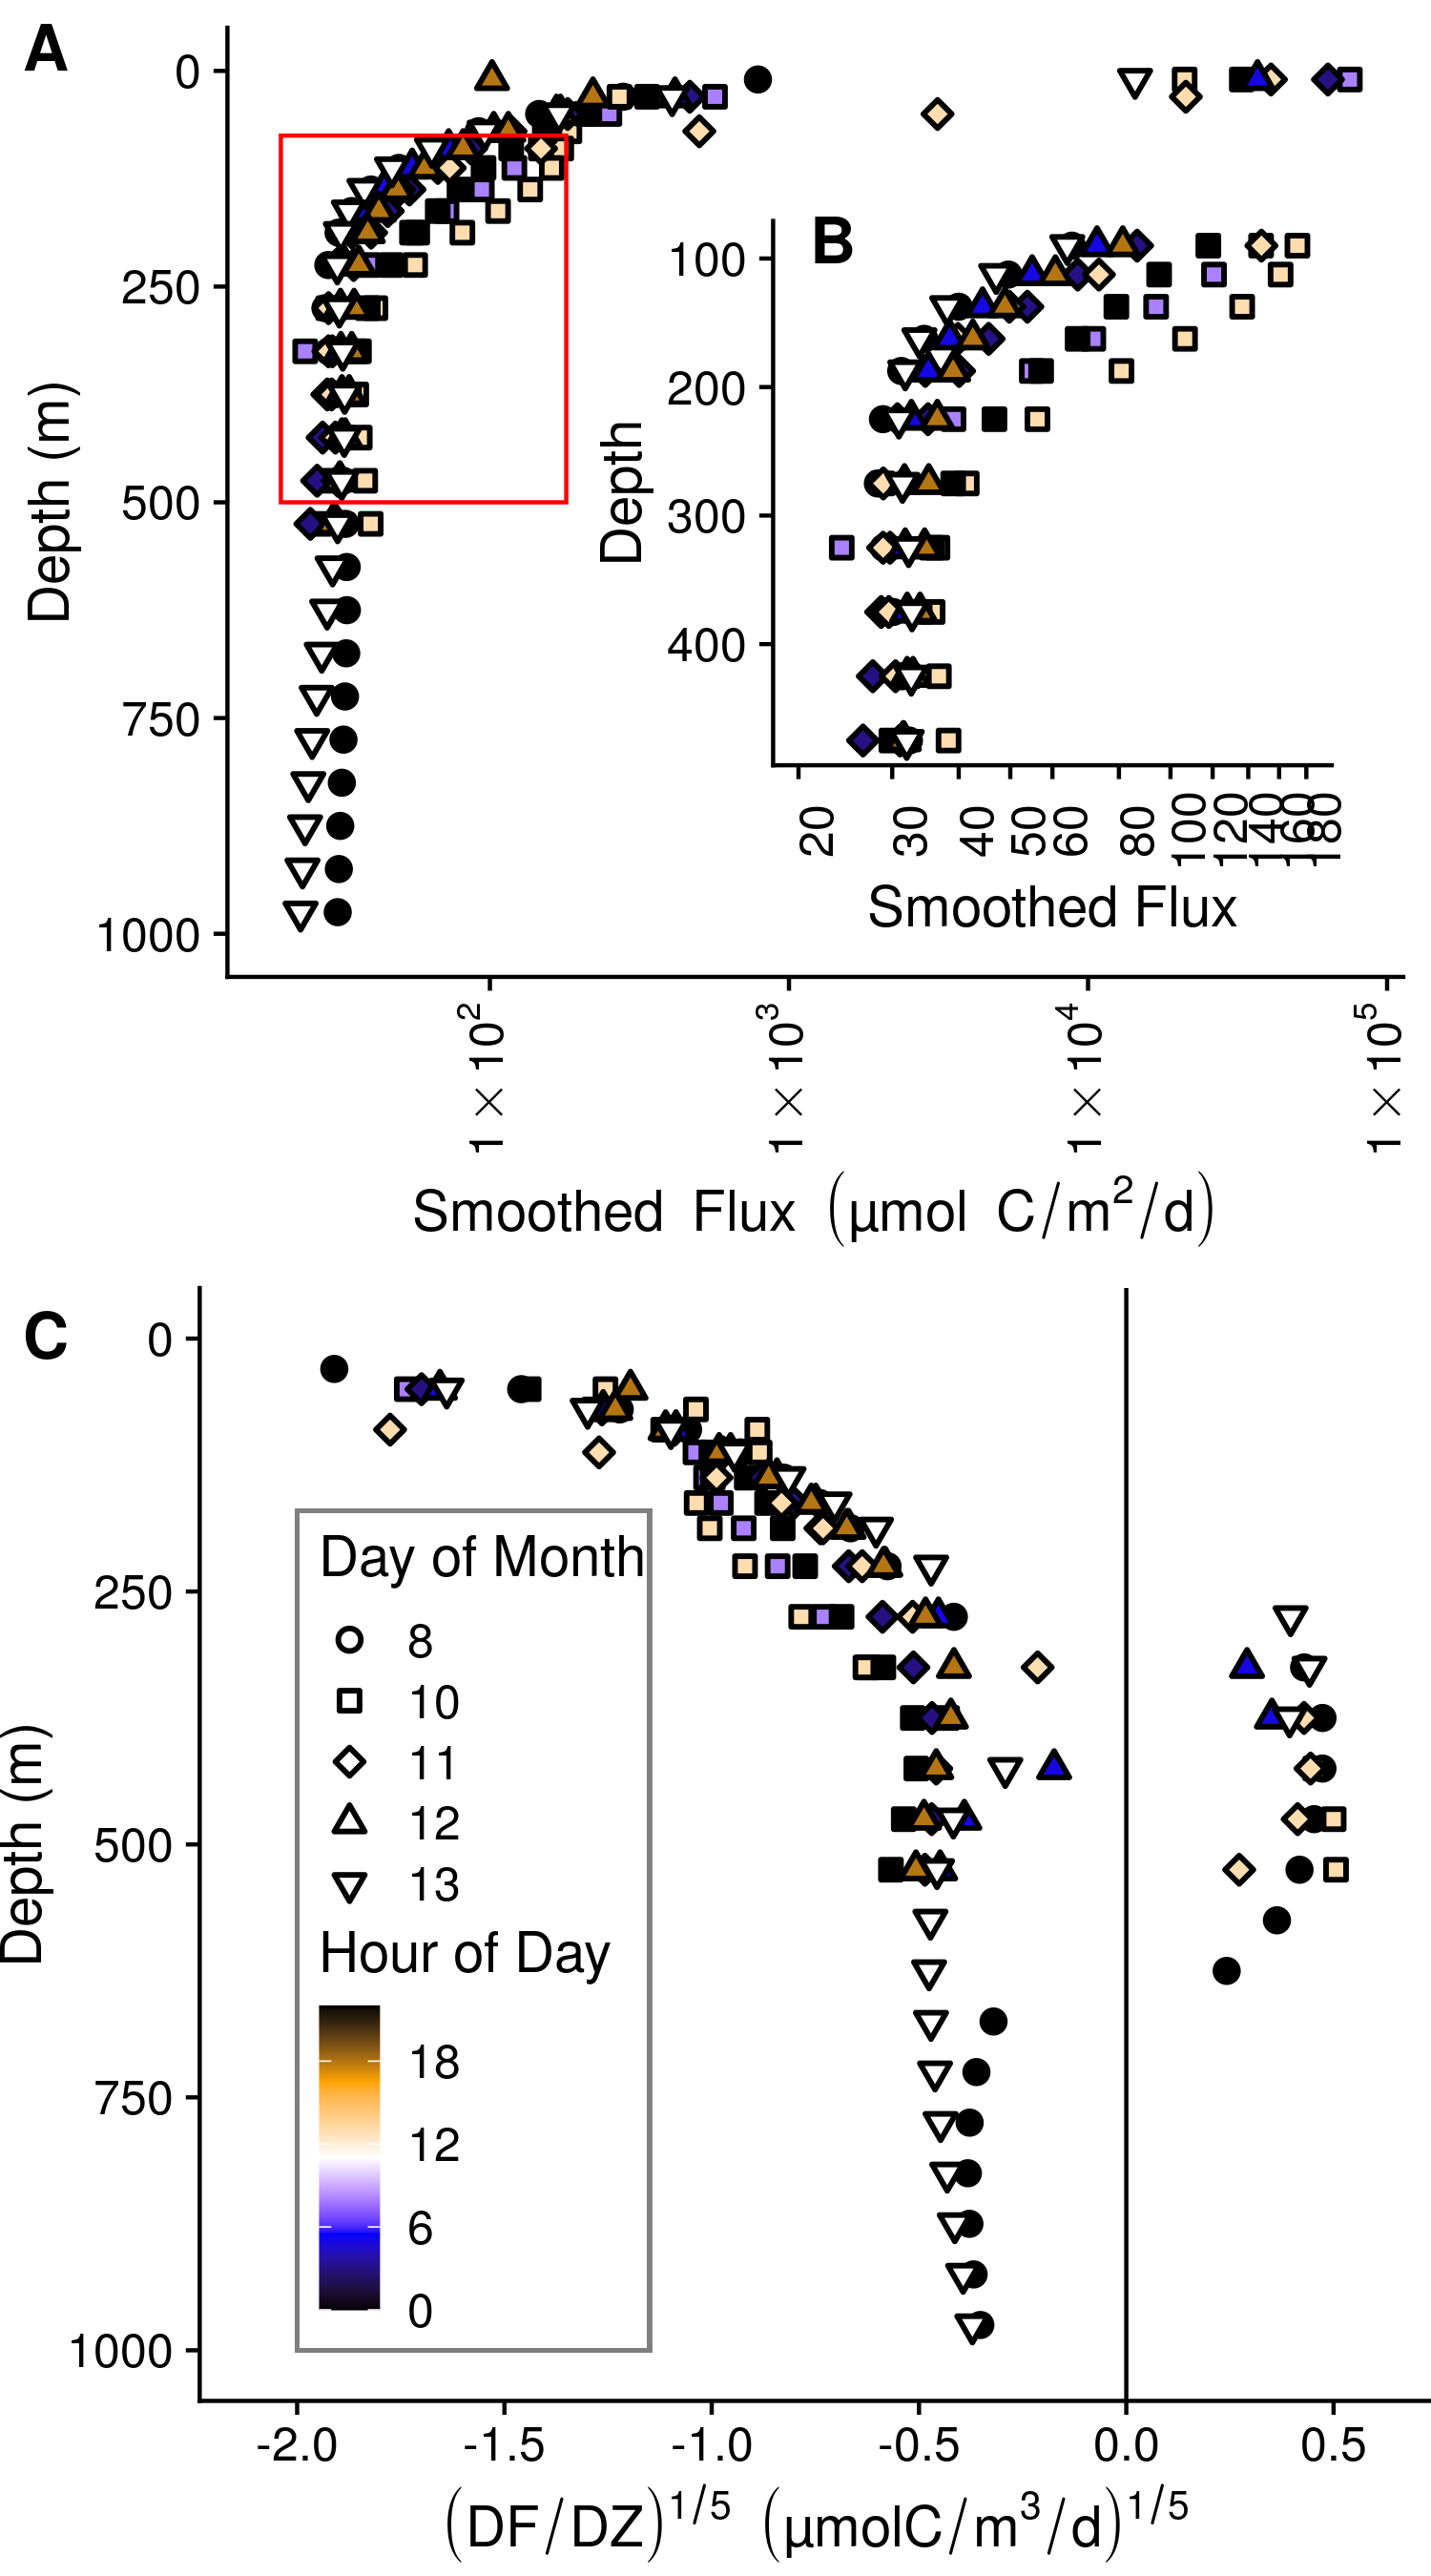 A
0
250
500
750
1000
Depth (m)
B
100
200
300
400
Depth
20 30 40 50 60 80 100 120 140 160 180
Smoothed Flux
1 × 10² 1 × 10³ 1 × 10⁴ 1 × 10⁵
Smoothed Flux (µmol C/m²/d)
C
0
250
500
750
1000
Depth (m)
Day of Month
8
10
11
12
13
Hour of Day
18
12
6
0
-2.0 -1.5 -1.0 -0.5 0.0 0.5
(DF/DZ)^1/5 (µmolC/m³/d)^1/5